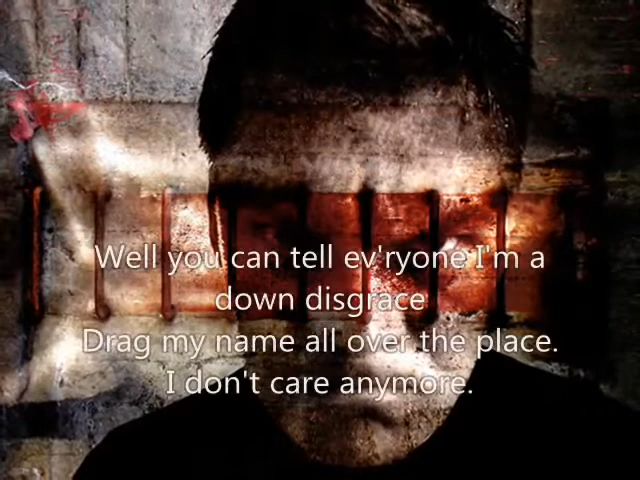 Well you can tell ev'ryone I'm a
down disgrace
Drag my name all over the place.
I don't care anymore.